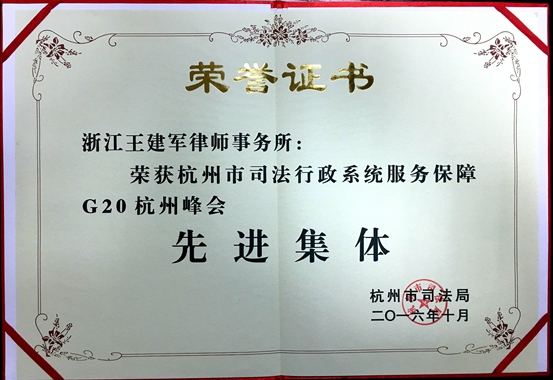 荣誉证书
浙江王建军律师事务所：
荣获杭州市司法行政系统服务保障
G20杭州峰会
先进集体
杭州市司法局
二〇一六年十月